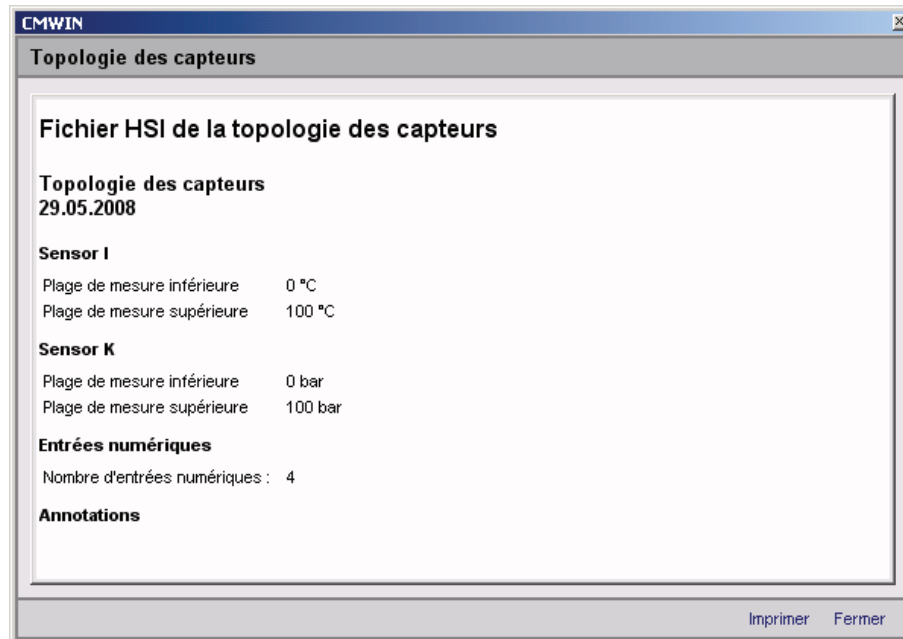 CMWIN
Topologie des capteurs
Fichier HSI de la topologie des capteurs
Topologie des capteurs
29.05.2008
Sensor I
Plage de mesure inférieure 0 °C
Plage de mesure supérieure 100 °C
Sensor K
Plage de mesure inférieure 0 bar
Plage de mesure supérieure 100 bar
Entrées numériques
Nombre d'entrées numériques : 4
Annotations
Imprimer Fermer